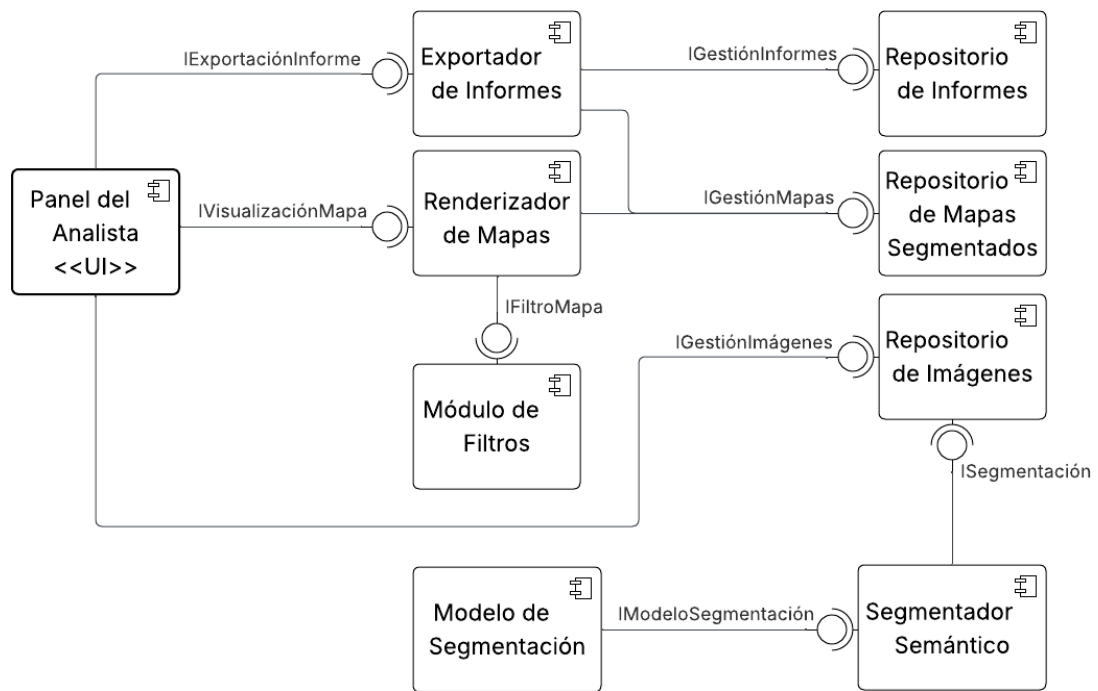 IExportaciónInforme
Exportador
de Informes
IGestiónInformes
Repositorio
de Informes
Panel del
Analista
<<UI>>
IVisualizaciónMapa
Renderizador
de Mapas
IGestiónMapas
Repositorio
de Mapas
Segmentados
IFiltroMapa
Módulo de
Filtros
IGestiónImágenes
Repositorio
de Imágenes
ISegmentación
Modelo de
Segmentación
IModeloSegmentación
Segmentador
Semántico